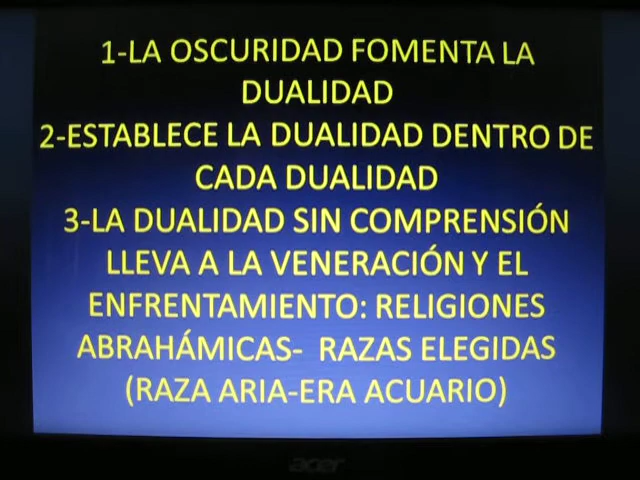 1-LA OSCURIDAD FOMENTA LA
DUALIDAD
2-ESTABLECE LA DUALIDAD DENTRO DE
CADA DUALIDAD
3-LA DUALIDAD SIN COMPRENSIÓN
LLEVA A LA VENERACIÓN Y EL
ENFRENTAMIENTO: RELIGIONES
ABRAHÁMICAS- RAZAS ELEGIDAS
(RAZA ARIA-ERA ACUARIO)
acer